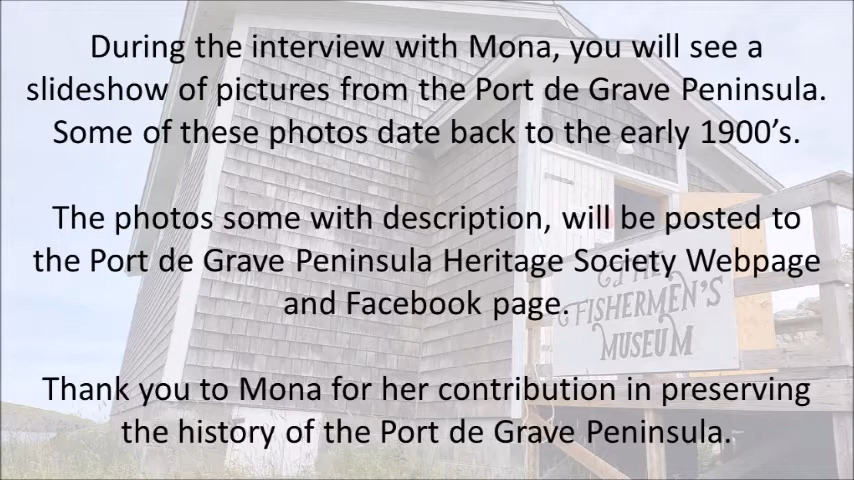 During the interview with Mona, you will see a
slideshow of pictures from the Port de Grave Peninsula.
Some of these photos date back to the early 1900's.
The photos some with description, will be posted to
the Port de Grave Peninsula Heritage Society Webpage
and Facebook page.
Thank you to Mona for her contribution in preserving
the history of the Port de Grave Peninsula.
THE
FISHERMEN'S
MUSEUM